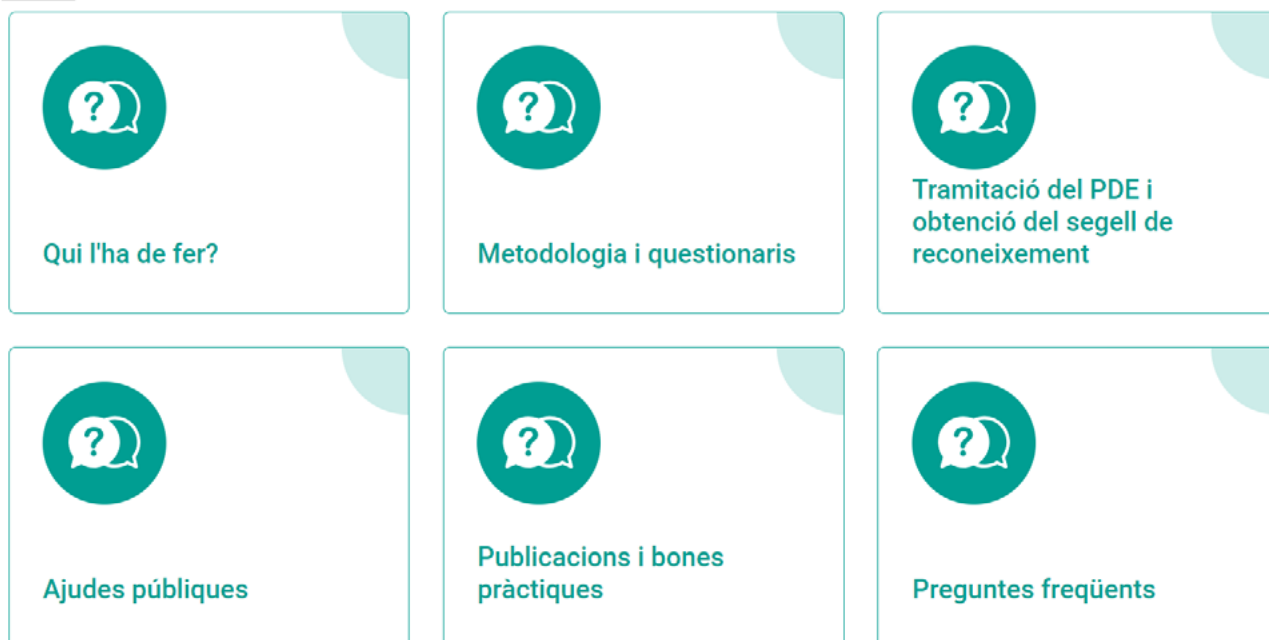 ?
?
?
Qui l'ha de fer?
Metodologia i questionaris
Tramitació del PDE i
obtenció del segell de
reconeixement
?
?
?
Ajudes públiques
Publicacions i bones
pràctiques
Preguntes freqüents